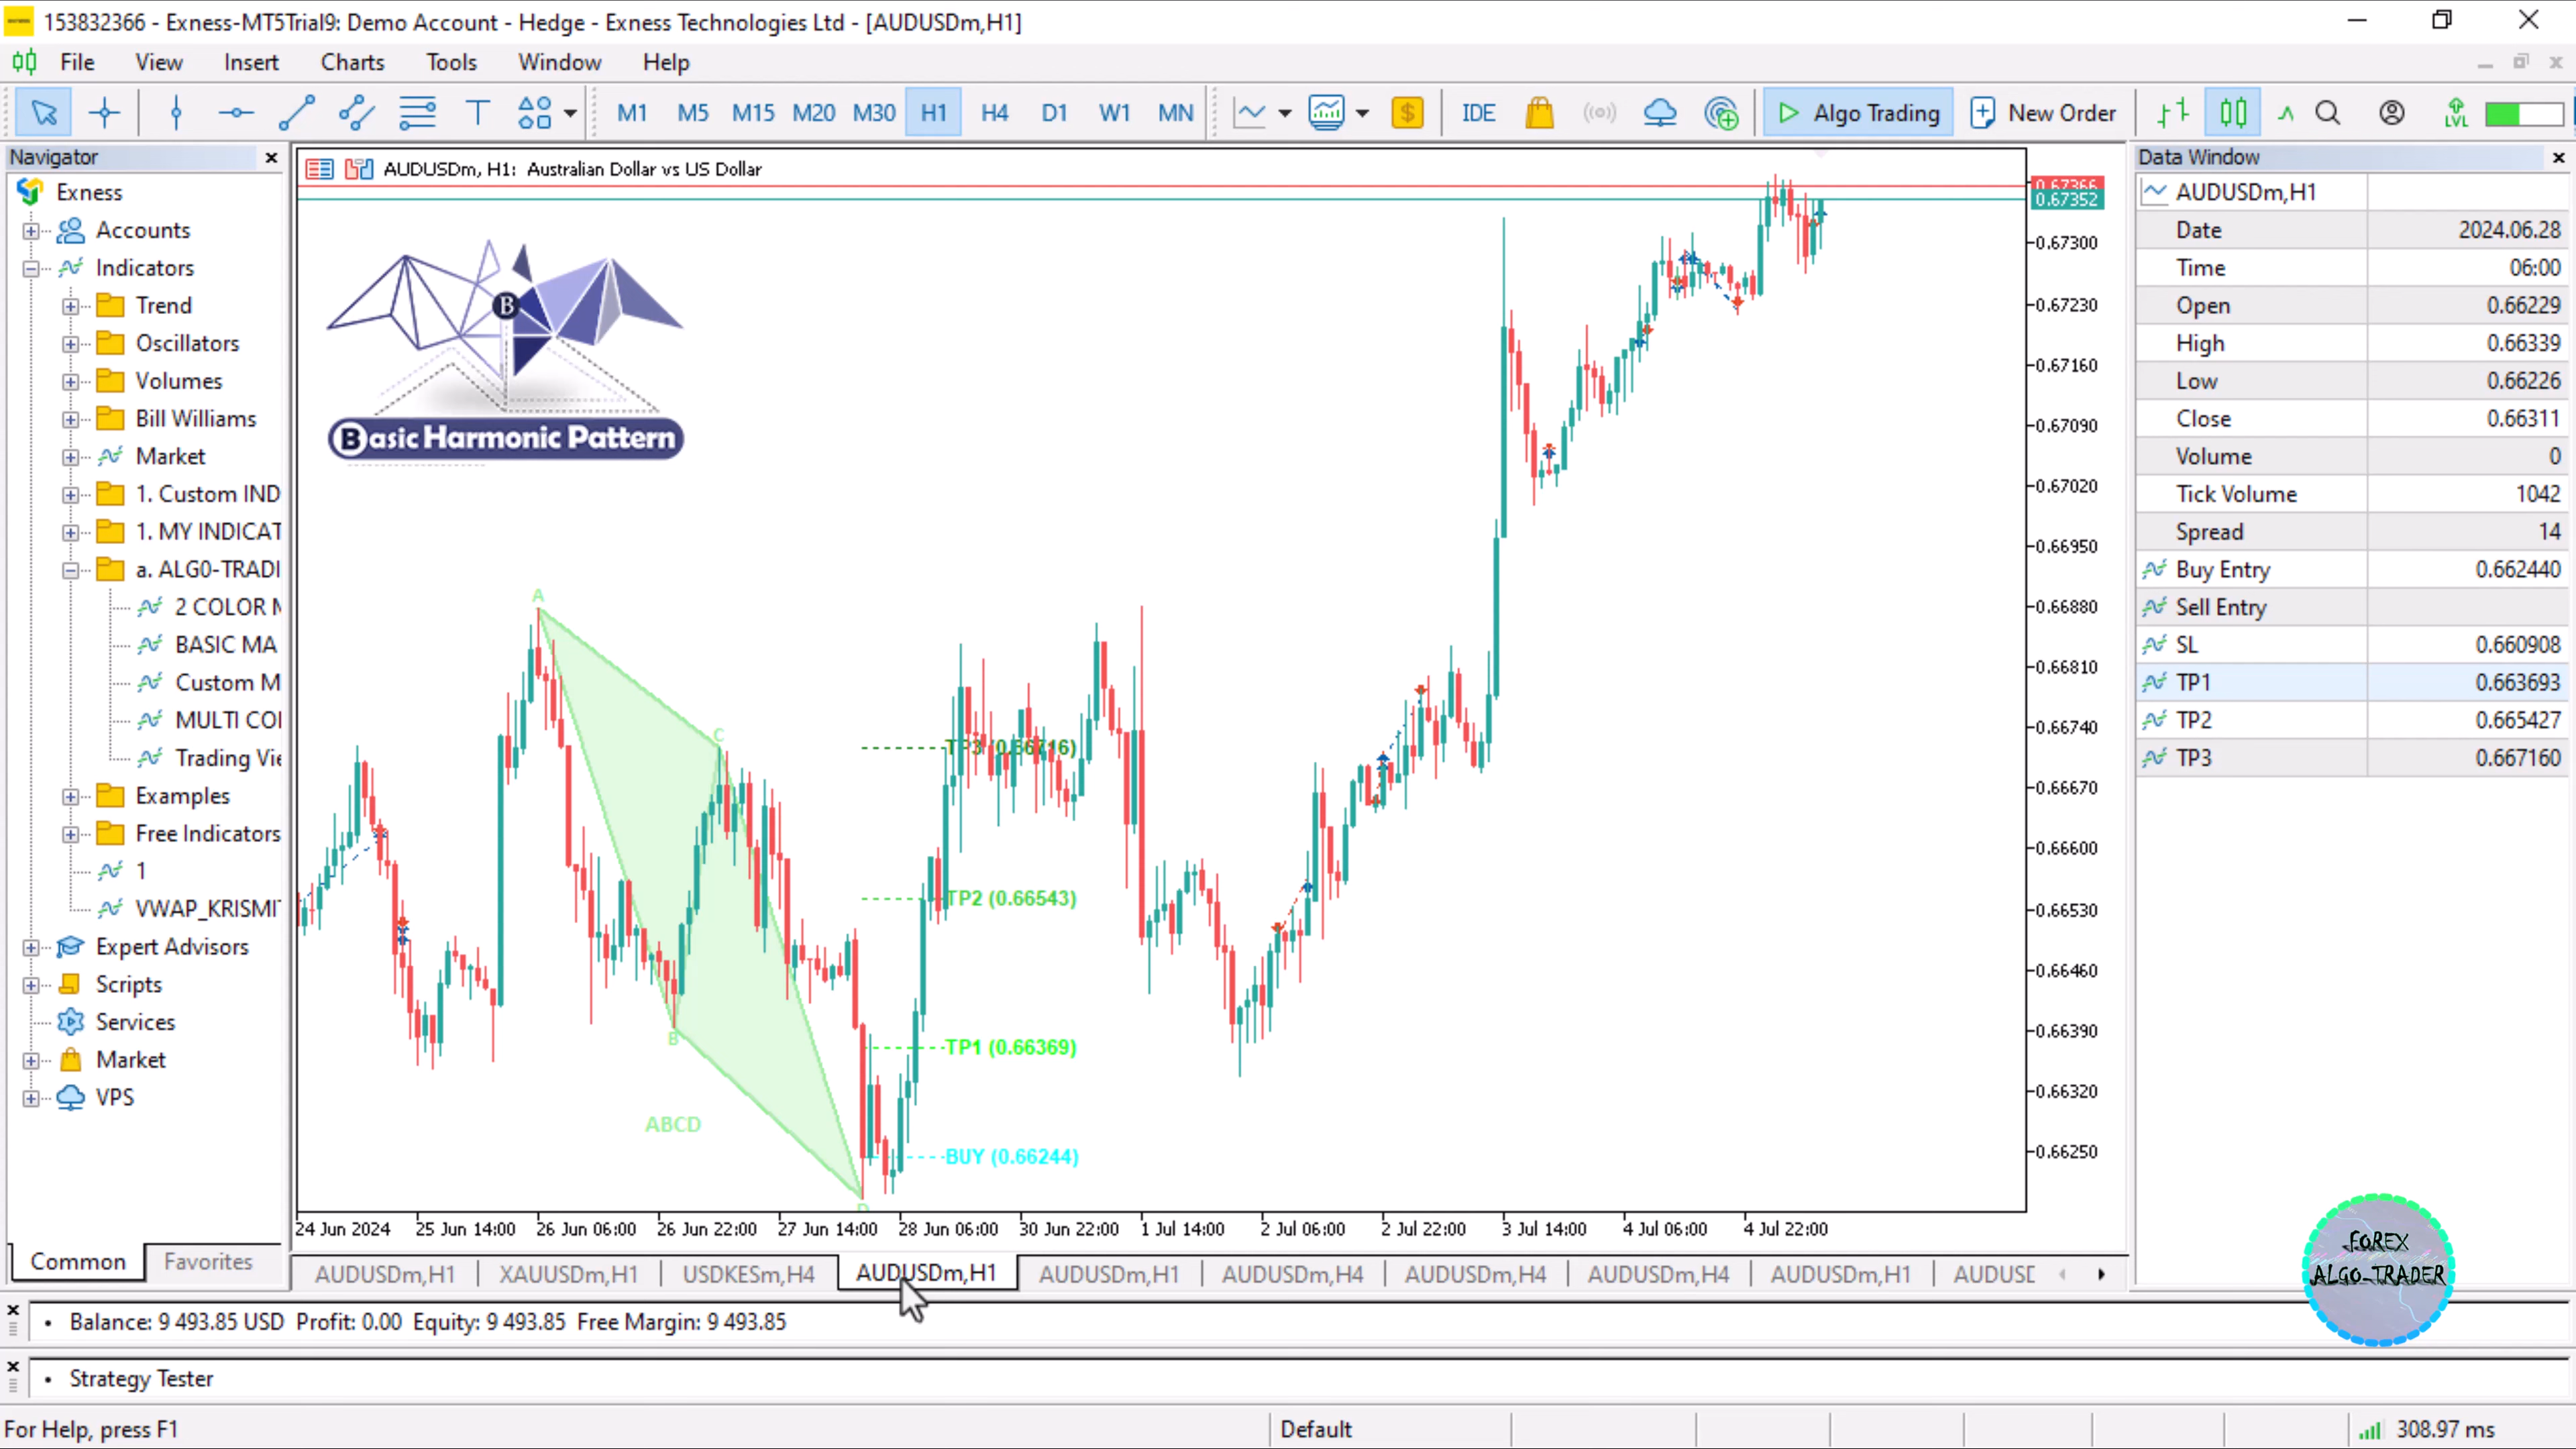 153832366 - Exness-MT5Trial9: Demo Account - Hedge - Exness Technologies Ltd - [AUDUSDm,H1]
File View Insert Charts Tools Window Help
M1 M5 M15 M20 M30 H1 H4 D1 W1 MN IDE Algo Trading New Order LVL
Navigator
Exness
Accounts
Indicators
Trend
Oscillators
Volumes
Bill Williams
Market
1. Custom IND
1. MY INDICAT
a. ALG0-TRADI
2 COLOR
BASIC MA
Custom M
MULTI
Trading
Examples
Free Indicators
1
Expert Advisors
Scripts
Services
Market
VPS
Common Favorites
AUDUSDm, H1: Australian Dollar vs US Dollar
B
Basic Harmonic Pattern
A
C
B
D
ABCD
TP3 (0.66716)
TP2 (0.66543)
TP1 (0.66369)
BUY (0.66244)
0.67366
0.67352
0.67300
0.67230
0.67160
0.67090
0.67020
0.66950
0.66880
0.66810
0.66740
0.66670
0.66600
0.66530
0.66460
0.66390
0.66320
0.66250
24 Jun 2024 25 Jun 14:00 26 Jun 06:00 26 Jun 22:00 27 Jun 14:00 28 Jun 06:00 30 Jun 22:00 1 Jul 14:00 2 Jul 06:00 2 Jul 22:00 3 Jul 14:00 4 Jul 06:00 4 Jul 22:00
AUDUSDm,H1 XAUUSDm,H1 USDKESm,H4 AUDUSDm,H1 AUDUSDm,H1 AUDUSDm,H4 AUDUSDm,H4 AUDUSDm,H4 AUDUSDm,H1
Data Window
AUDUSDm,H1
Date 2024.06.28
Time 06:00
Open 0.66229
High 0.66339
Low 0.66226
Close 0.66311
Volume 0
Tick Volume 1042
Spread 14
Buy Entry 0.662440
Sell Entry
SL 0.660908
TP1 0.663693
TP2 0.665427
TP3 0.667160
FOREX
ALGO-TRADER
Balance: 9 493.85 USD Profit: 0.00 Equity: 9 493.85 Free Margin: 9 493.85
Strategy Tester
For Help, press F1
Default
308.97 ms